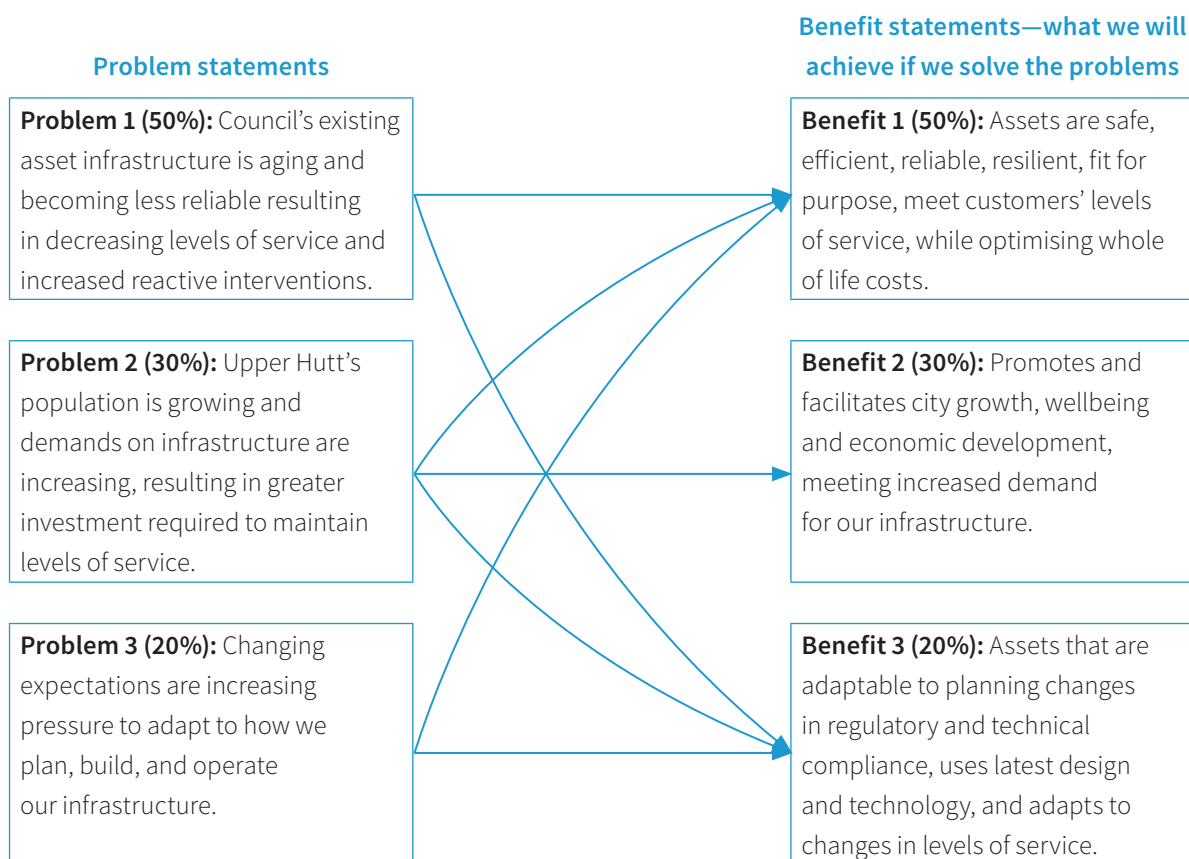 Problem statements
Problem 1 (50%): Council’s existing
asset infrastructure is aging and
becoming less reliable resulting
in decreasing levels of service and
increased reactive interventions.
Problem 2 (30%): Upper Hutt’s
population is growing and
demands on infrastructure are
increasing, resulting in greater
investment required to maintain
levels of service.
Problem 3 (20%): Changing
expectations are increasing
pressure to adapt to how we
plan, build, and operate
our infrastructure.
Benefit statements—what we will
achieve if we solve the problems
Benefit 1 (50%): Assets are safe,
efficient, reliable, resilient, fit for
purpose, meet customers’ levels
of service, while optimising whole
of life costs.
Benefit 2 (30%): Promotes and
facilitates city growth, wellbeing
and economic development,
meeting increased demand
for our infrastructure.
Benefit 3 (20%): Assets that are
adaptable to planning changes
in regulatory and technical
compliance, uses latest design
and technology, and adapts to
changes in levels of service.